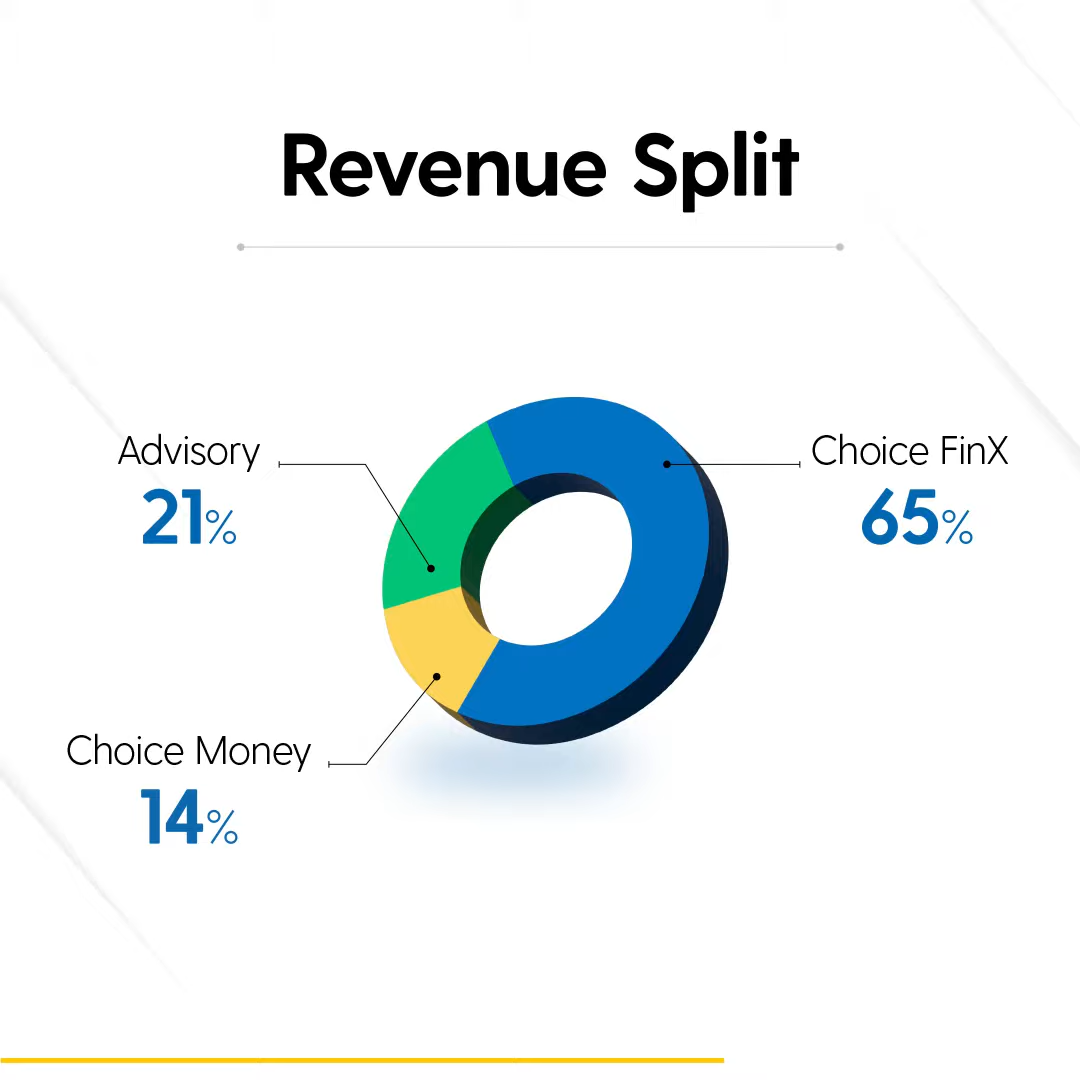 Revenue Split
Advisory
21%
Choice FinX
65%
Choice Money
14%